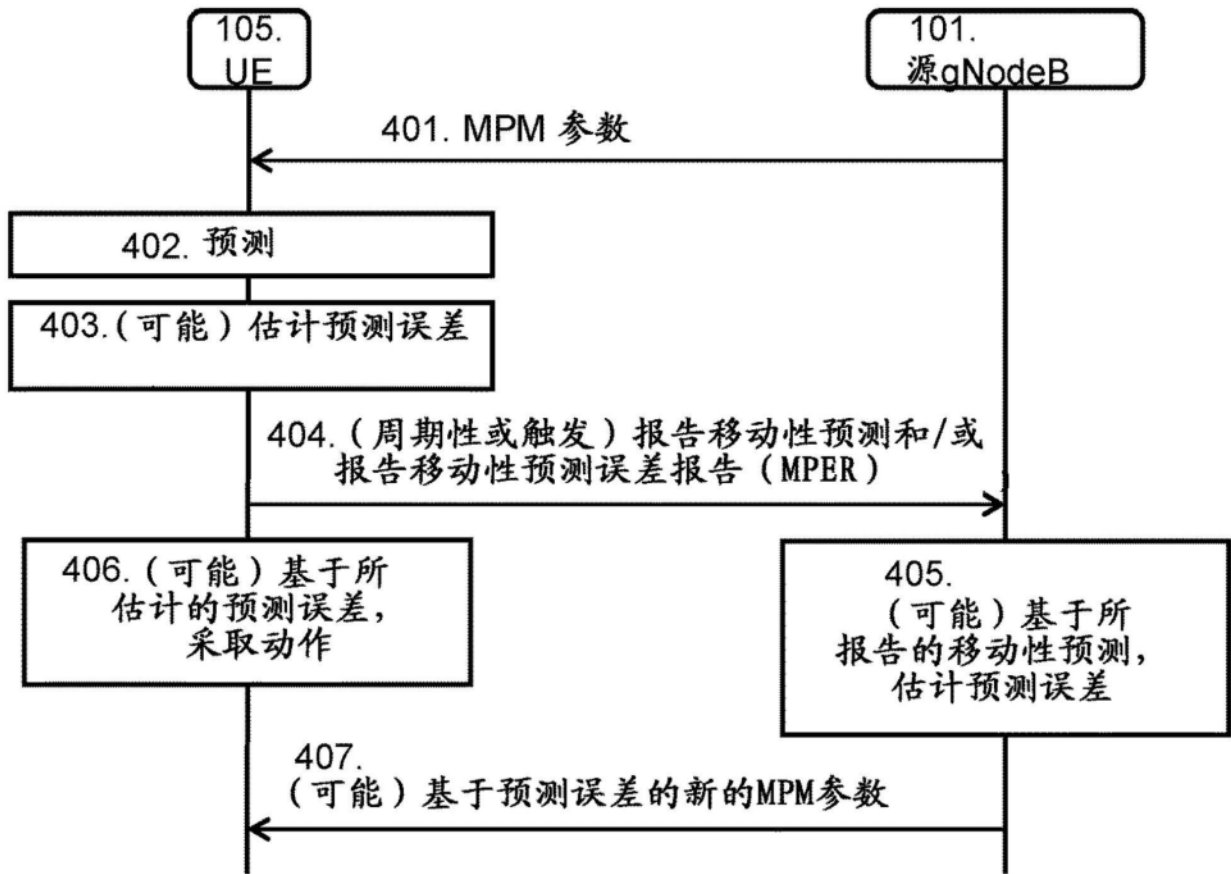 105.
UE
101.
源gNodeB
401. MPM 参数
402. 预测
403.(可能)估计预测误差
404.(周期性或触发)报告移动性预测和/或
报告移动性预测误差报告(MPER)
406.(可能)基于所
估计的预测误差,
采取动作
405.
(可能)基于所
报告的移动性预测,
估计预测误差
407.
(可能)基于预测误差的新的MPM参数